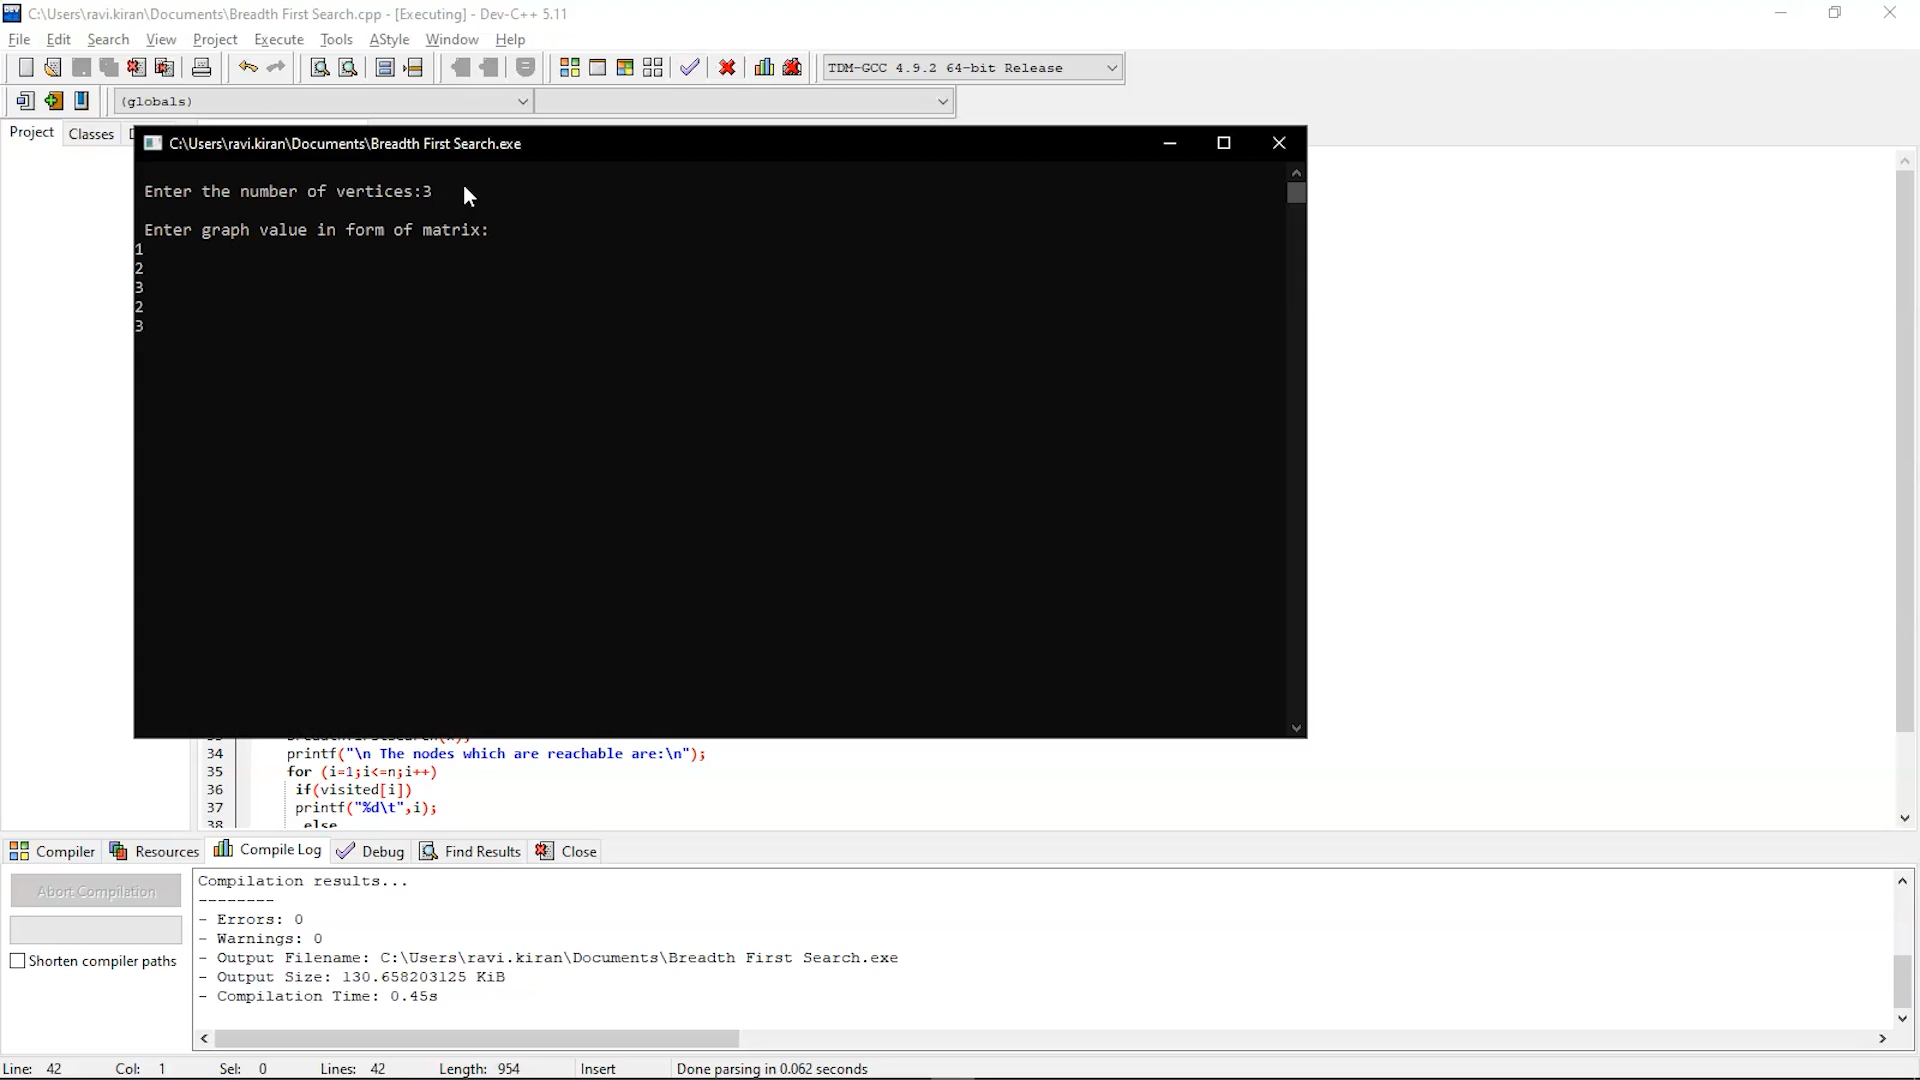 C:\Users\ravi.kiran\Documents\Breadth First Search.cpp - [Executing] - Dev-C++ 5.11
File Edit Search View Project Execute Tools AStyle Window Help
TDM-GCC 4.9.2 64-bit Release
(globals)
Project Classes
C:\Users\ravi.kiran\Documents\Breadth First Search.exe
Enter the number of vertices:3
Enter graph value in form of matrix:
1
2
3
2
3
34 printf("\n The nodes which are reachable are:\n");
35 for (i=1;i<=n;i++)
36 if(visited[i])
37 printf("%d\t",i);
38 else
Compiler Resources Compile Log Debug Find Results Close
Abort Compilation
Shorten compiler paths
Compilation results...
--------
- Errors: 0
- Warnings: 0
- Output Filename: C:\Users\ravi.kiran\Documents\Breadth First Search.exe
- Output Size: 130.658203125 KiB
- Compilation Time: 0.45s
Line: 42 Col: 1 Sel: 0 Lines: 42 Length: 954 Insert Done parsing in 0.062 seconds